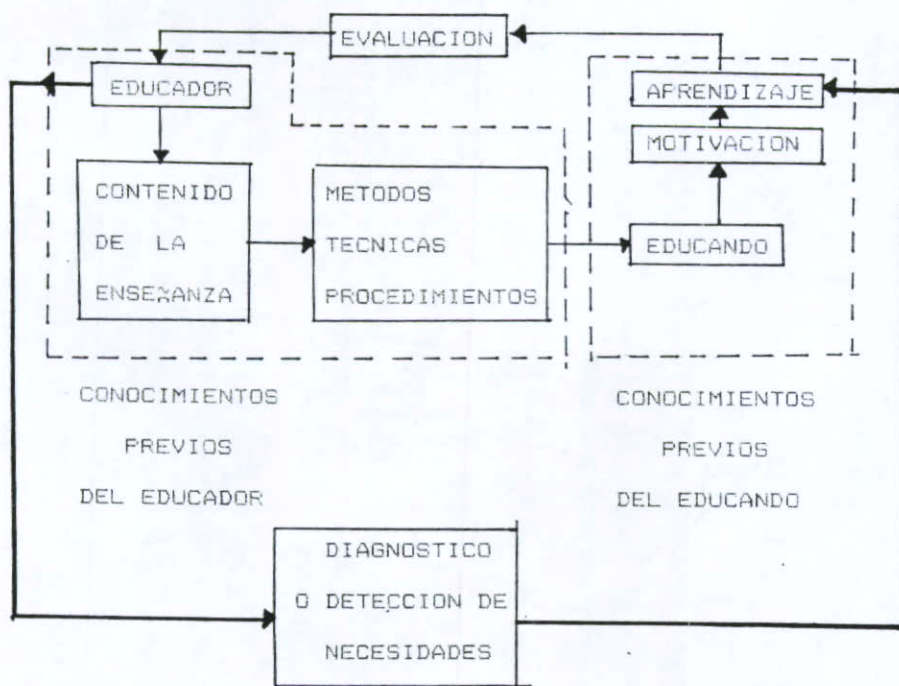 EVALUACION
EDUCADOR
APRENDIZAJE
MOTIVACION
CONTENIDO
DE LA
ENSEÑANZA
METODOS
TECNICAS
PROCEDIMIENTOS
EDUCANDO
CONOCIMIENTOS
PREVIOS
DEL EDUCADOR
CONOCIMIENTOS
PREVIOS
DEL EDUCANDO
DIAGNOSTICO
O DETECCION DE
NECESIDADES